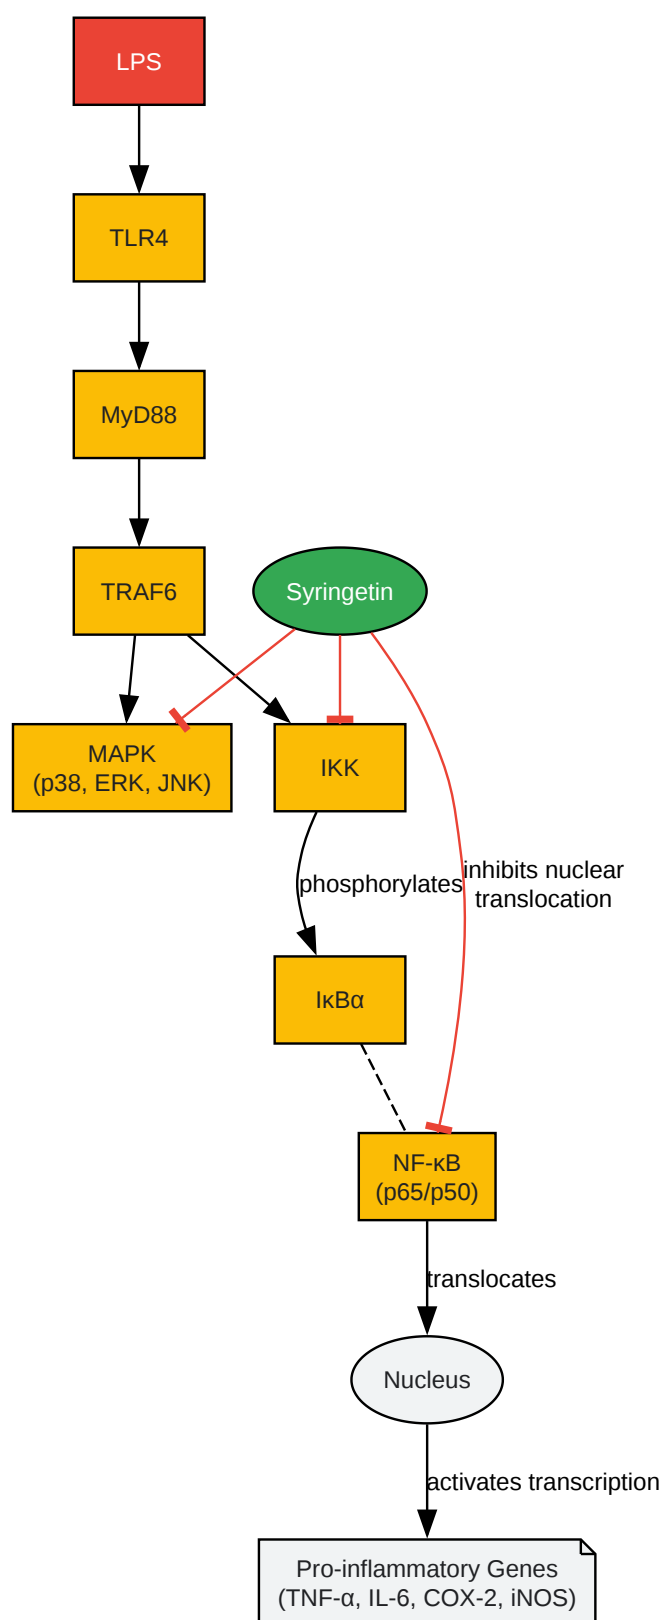 LPS
TLR4
MyD88
TRAF6
Syringetin
MAPK
(p38, ERK, JNK)
IKK
phosphorylates
inhibits nuclear
translocation
IκBα
NF-κB
(p65/p50)
translocates
Nucleus
activates transcription
Pro-inflammatory Genes
(TNF-α, IL-6, COX-2, iNOS)